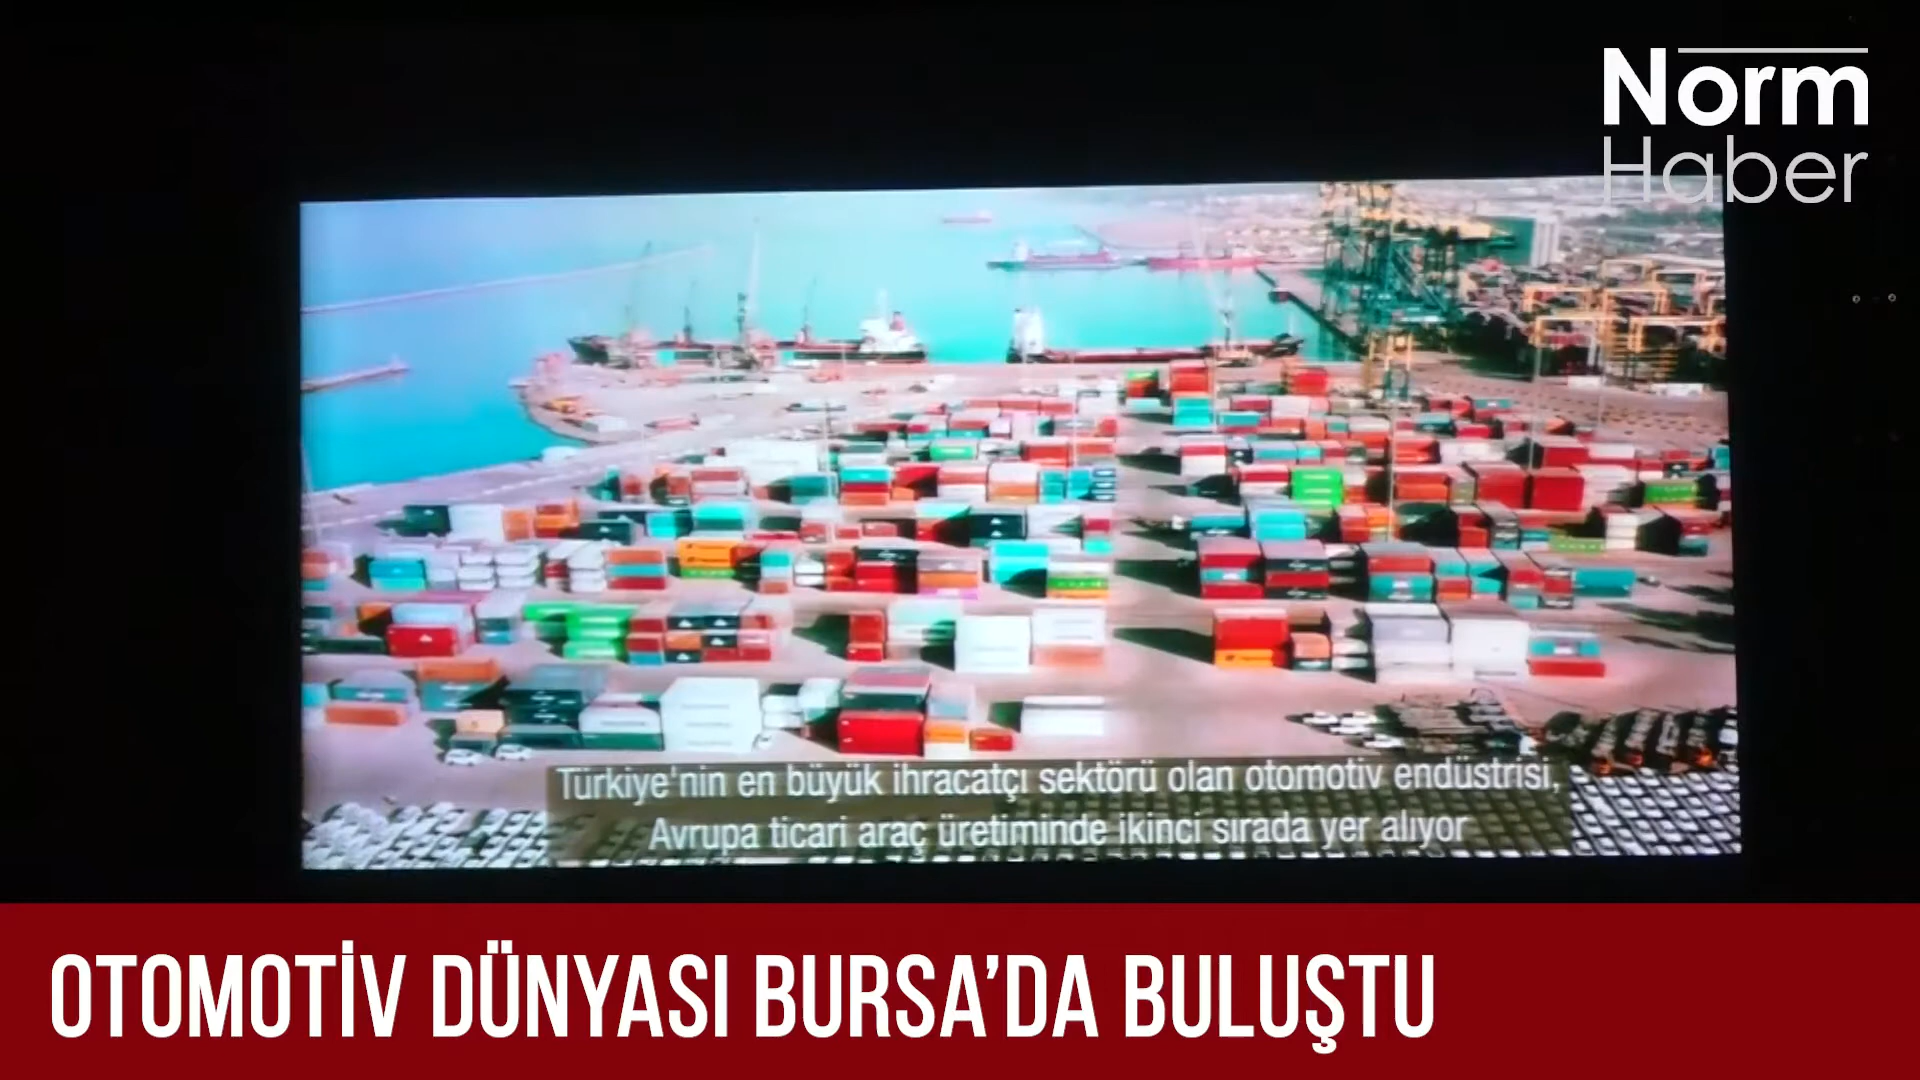 Norm
Haber
Türkiye'nin en büyük ihracatçı sektörü olan otomotiv endüstrisi,
Avrupa ticari araç üretiminde ikinci sırada yer alıyor
OTOMOTİV DÜNYASI BURSA’DA BULUŞTU